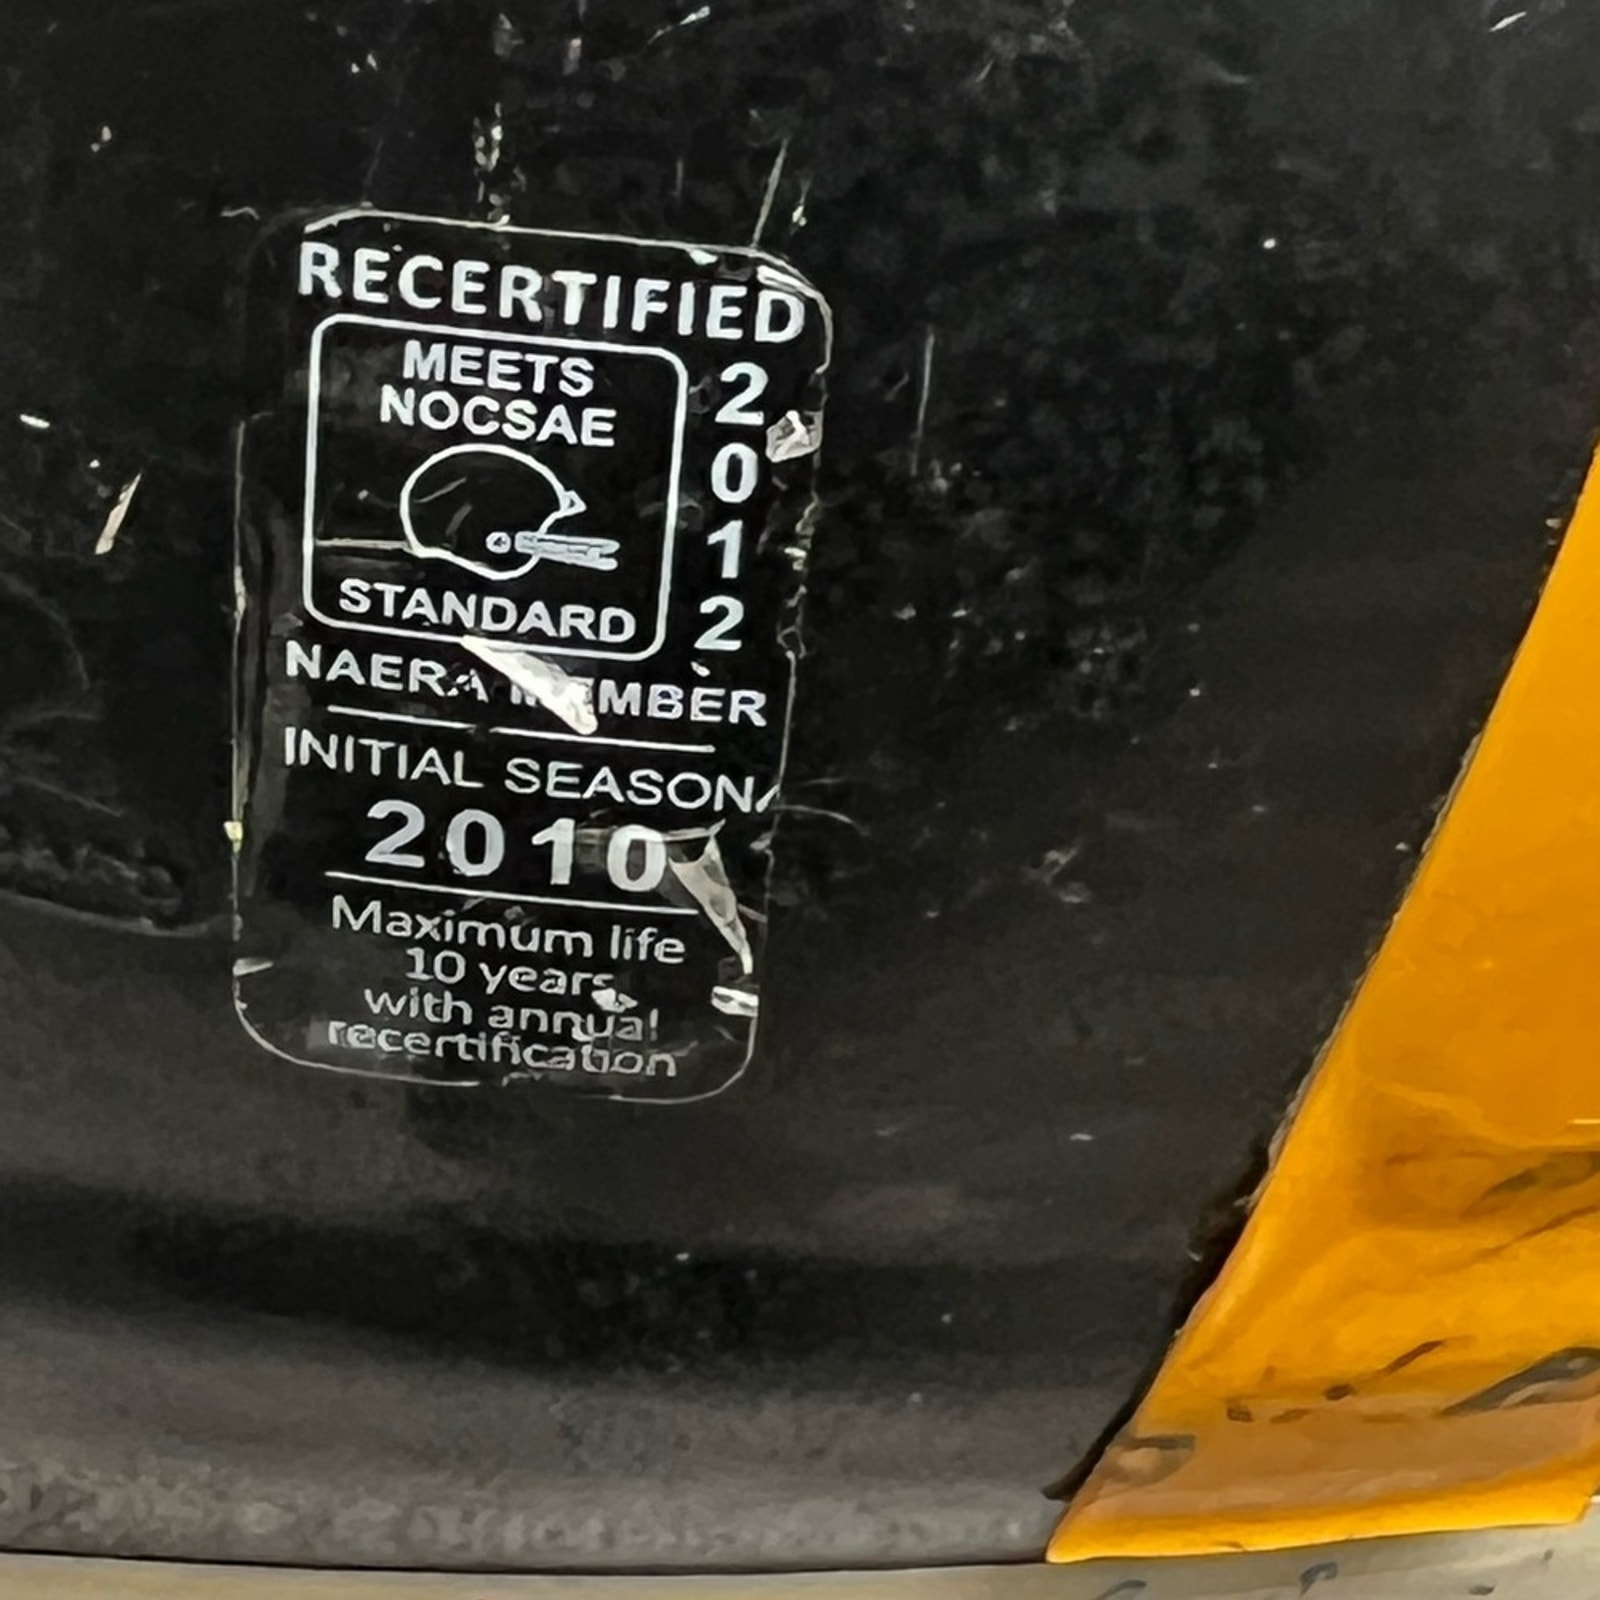 RECERTIFIED
MEETS
NOCSAE
STANDARD
2012
NAERA MEMBER
INITIAL SEASON
2010
Maximum life
10 years
with annual
recertification